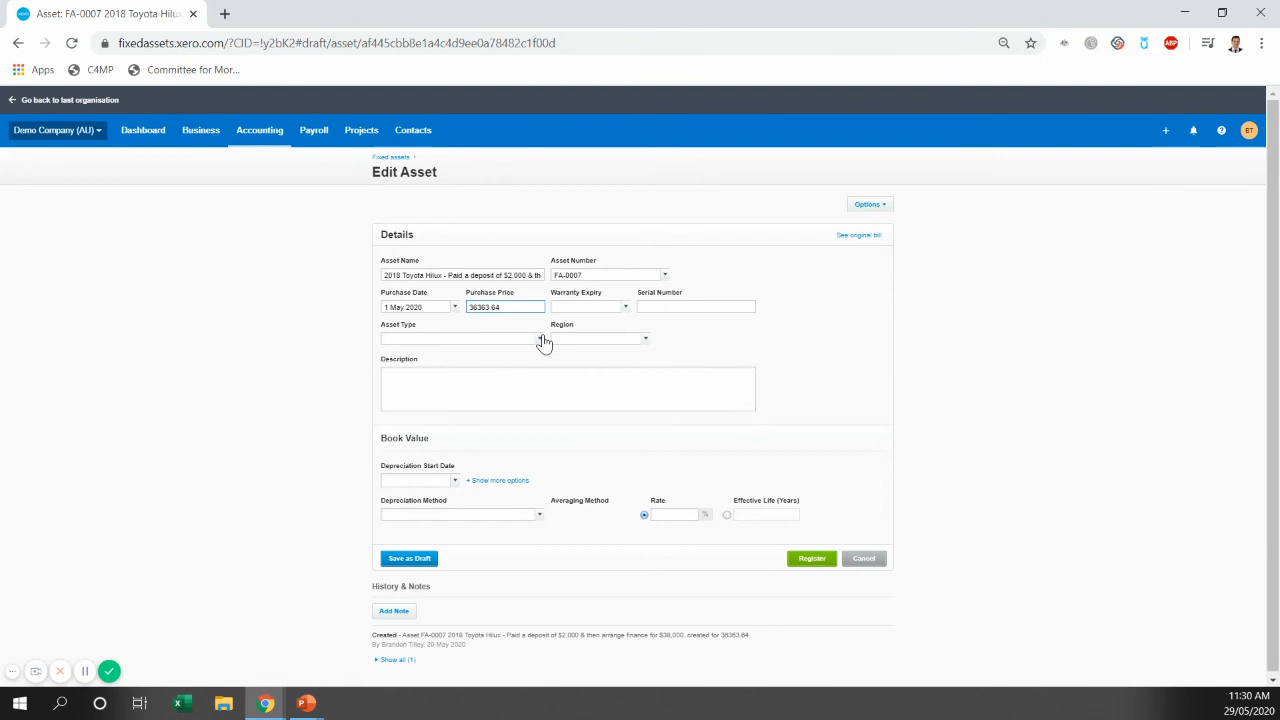 xero
Asset: FA-0007 2018 Toyota Hilux
fixedassets.xero.com/?CID=!y2bK2#draft/asset/af445cbb8e1a4c4d9ee0a78482c1f00d
ABP
Apps
C4MP
Committee for Mor...
Go back to last organisation
Demo Company (AU)
Dashboard
Business
Accounting
Payroll
Projects
Contacts
BT
Fixed assets
Edit Asset
Options
Details
See original bill
Asset Name
Asset Number
2018 Toyota Hilux - Paid a deposit of $2,000 & th
FA-0007
Purchase Date
Purchase Price
Warranty Expiry
Serial Number
1 May 2020
36363.64
Asset Type
Region
Description
Book Value
Depreciation Start Date
+ Show more options
Depreciation Method
Averaging Method
Rate
Effective Life (Years)
%
Save as Draft
Register
Cancel
History & Notes
Add Note
Created - Asset FA-0007 2018 Toyota Hilux - Paid a deposit of $2,000 & then arrange finance for $38,000. created for 36363.64
By Brandon Tilley, 29 May 2020
Show all (1)
11:30 AM
29/05/2020